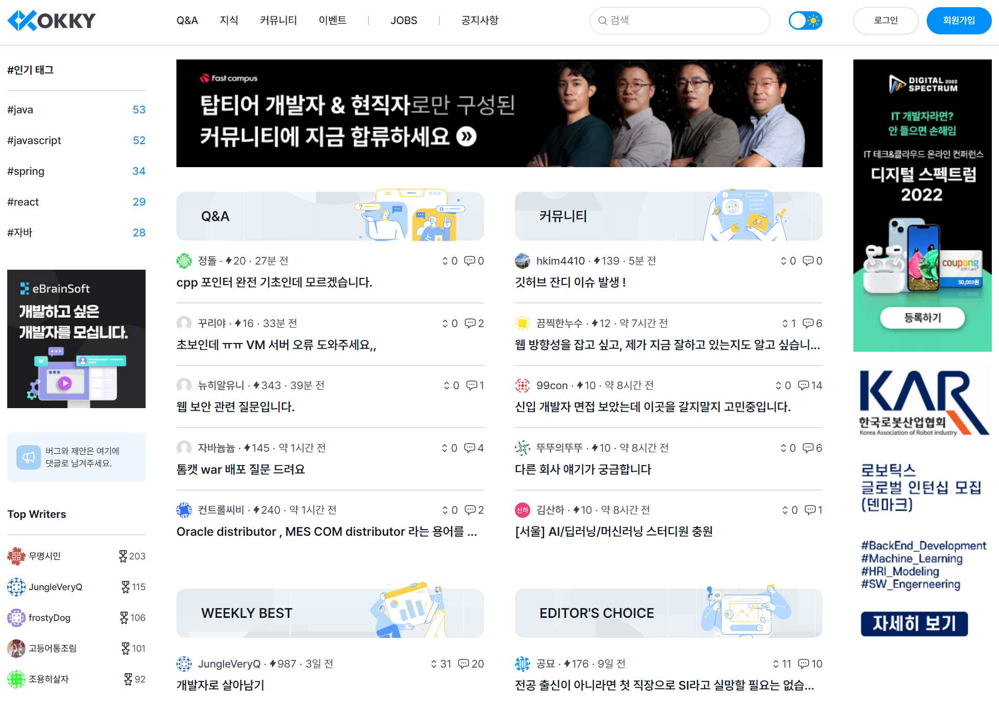 OKKY
Q&A
지식
커뮤니티
이벤트
JOBS
공지사항
검색
로그인
회원가입
#인기 태그
#java 53
#javascript 52
#spring 34
#react 29
#자바 28
eBrainSoft
개발하고 싶은
개발자를 모십니다.
버그와 제안은 여기에
댓글로 남겨주세요.
Top Writers
무명시민 203
JungleVeryQ 115
frostyDog 106
고등어통조림 101
조용히살자 92
Fast campus
탑티어 개발자 & 현직자로만 구성된
커뮤니티에 지금 합류하세요
Q&A
정돌 · 20 · 27분 전 0 0
cpp 포인터 완전 기초인데 모르겠습니다.
꾸리야 · 16 · 33분 전 0 2
초보인데 ㅠㅠ VM 서버 오류 도와주세요,,
뉴히알유니 · 343 · 39분 전 0 1
웹 보안 관련 질문입니다.
자바늅늅 · 145 · 약 1시간 전 0 4
톰캣 war 배포 질문 드려요
컨트롤씨비 · 240 · 약 1시간 전 0 2
Oracle distributor , MES COM distributor 라는 용어를 ...
커뮤니티
hkim4410 · 139 · 5분 전 0 0
깃허브 잔디 이슈 발생 !
끔찍한누수 · 12 · 약 7시간 전 1 6
웹 방향성을 잡고 싶고, 제가 지금 잘하고 있는지도 알고 싶습니...
99con · 10 · 약 8시간 전 0 14
신입 개발자 면접 보았는데 이곳을 갈지말지 고민중입니다.
뚜뚜의뚜뚜 · 10 · 약 8시간 전 0 6
다른 회사 얘기가 궁금합니다
산하
김산하 · 10 · 약 8시간 전 0 1
[서울] AI/딥러닝/머신러닝 스터디원 충원
WEEKLY BEST
JungleVeryQ · 987 · 3일 전 31 20
개발자로 살아남기
EDITOR'S CHOICE
공묘 · 176 · 9일 전 11 10
전공 출신이 아니라면 첫 직장으로 SI라고 실망할 필요는 없습...
DIGITAL 2022
SPECTRUM
IT 개발자라면?
안 들으면 손해임
IT 테크&클라우드 온라인 컨퍼런스
디지털 스펙트럼
2022
coupang
Gift Card
50,000원
등록하기
KAR
한국로봇산업협회
Korea Association of Robot industry
로보틱스
글로벌 인턴십 모집
(덴마크)
#BackEnd_Development
#Machine_Learning
#HRI_Modeling
#SW_Engerneering
자세히 보기